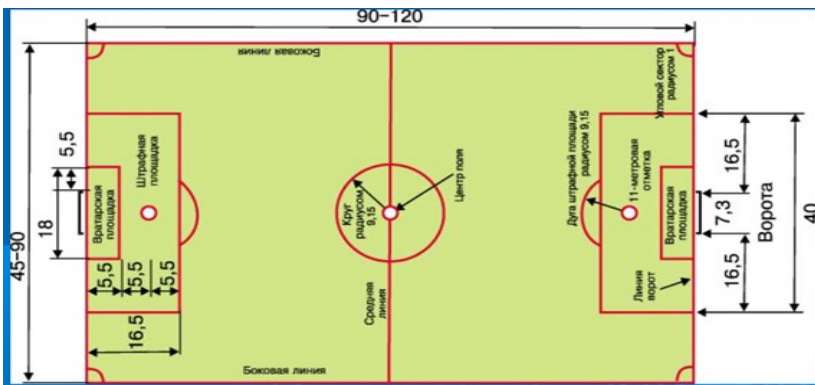 90–120
Боковая линия
Угловой сектор
радиусом 1
5,5
Штрафная
площадка
Вратарская
площадка
18
45–90
Круг
радиусом
9,15
Центр поля
Дуга штрафной площади
радиусом 9,15
11-метровая
отметка
Вратарская
площадка
16,5
7,3
16,5
Ворота
40
5,5
5,5
5,5
16,5
Средняя
линия
Линия
ворот
Боковая линия